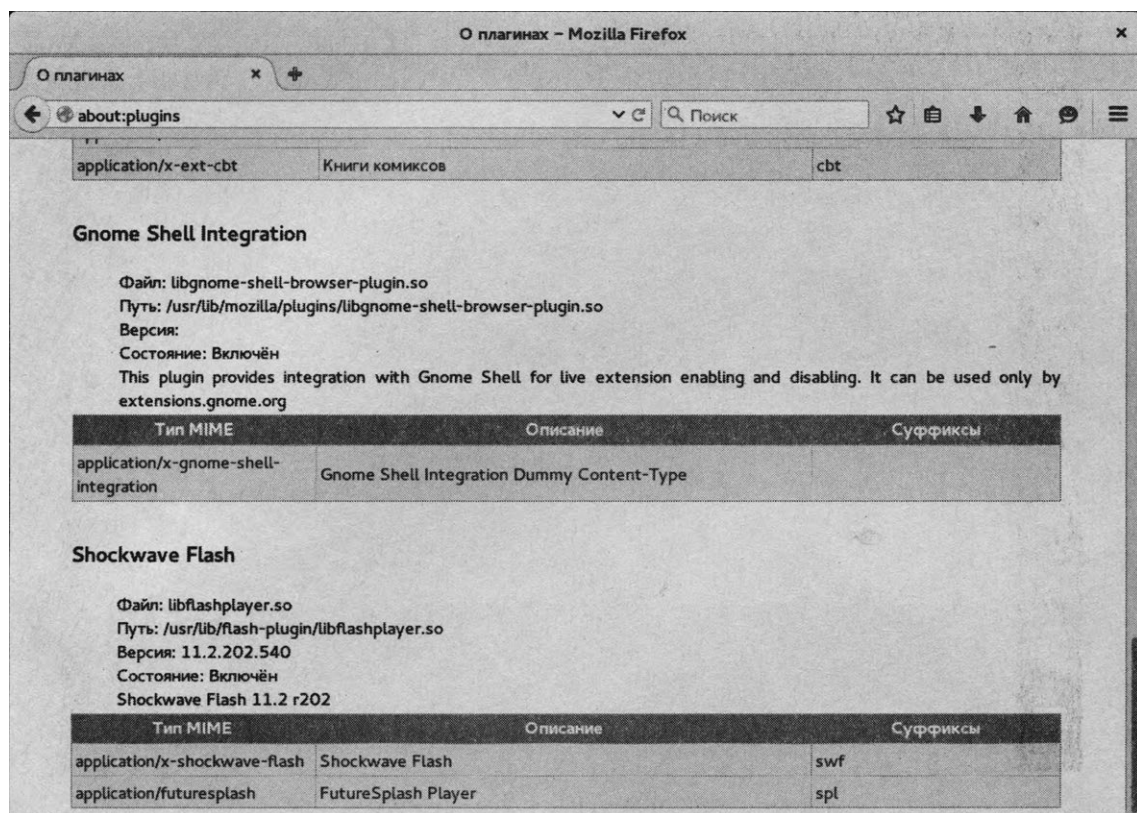 О плагинах – Mozilla Firefox
О плагинах
about:plugins
Поиск
application/x-ext-cbt Книги комиксов cbt
Gnome Shell Integration
Файл: libgnome-shell-browser-plugin.so
Путь: /usr/lib/mozilla/plugins/libgnome-shell-browser-plugin.so
Версия:
Состояние: Включён
This plugin provides integration with Gnome Shell for live extension enabling and disabling. It can be used only by
extensions.gnome.org
Тип MIME Описание Суффиксы
application/x-gnome-shell-
integration Gnome Shell Integration Dummy Content-Type
Shockwave Flash
Файл: libflashplayer.so
Путь: /usr/lib/flash-plugin/libflashplayer.so
Версия: 11.2.202.540
Состояние: Включён
Shockwave Flash 11.2 r202
Тип MIME Описание Суффиксы
application/x-shockwave-flash Shockwave Flash swf
application/futuresplash FutureSplash Player spl